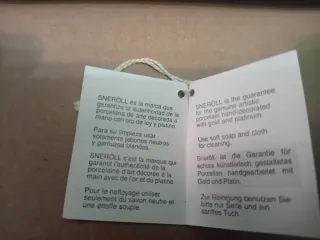 SNERÖLL es la marca que
garantiza la autenticidad de la
porcelana de arte decorada a
mano con oro de ley y platino.
Para su limpieza usar
solamente jabones neutros,
y gamuzas blandas.
SNERÖLL c'est la marque qui
garantit l'authenticité de la
porcelaine d'art décorée à la
main avec de l'or et du platine.
Pour le nettoyage utiliser
seulement du savon neutre et
une étoffe souple.
SNERÖLL is the guarantee
for the genuine artistic
porcelain hand-decorated
with gold and platinum.
Use soft soap and cloth
for cleaning.
Sneröll ist die Garantie für
echtes künstlerisch gestaltetes
Porzellan, handgearbeitet mit
Gold und Platin.
Zur Reinigung benutzen Sie
bitte nur Seife und ein
sanftes Tuch.